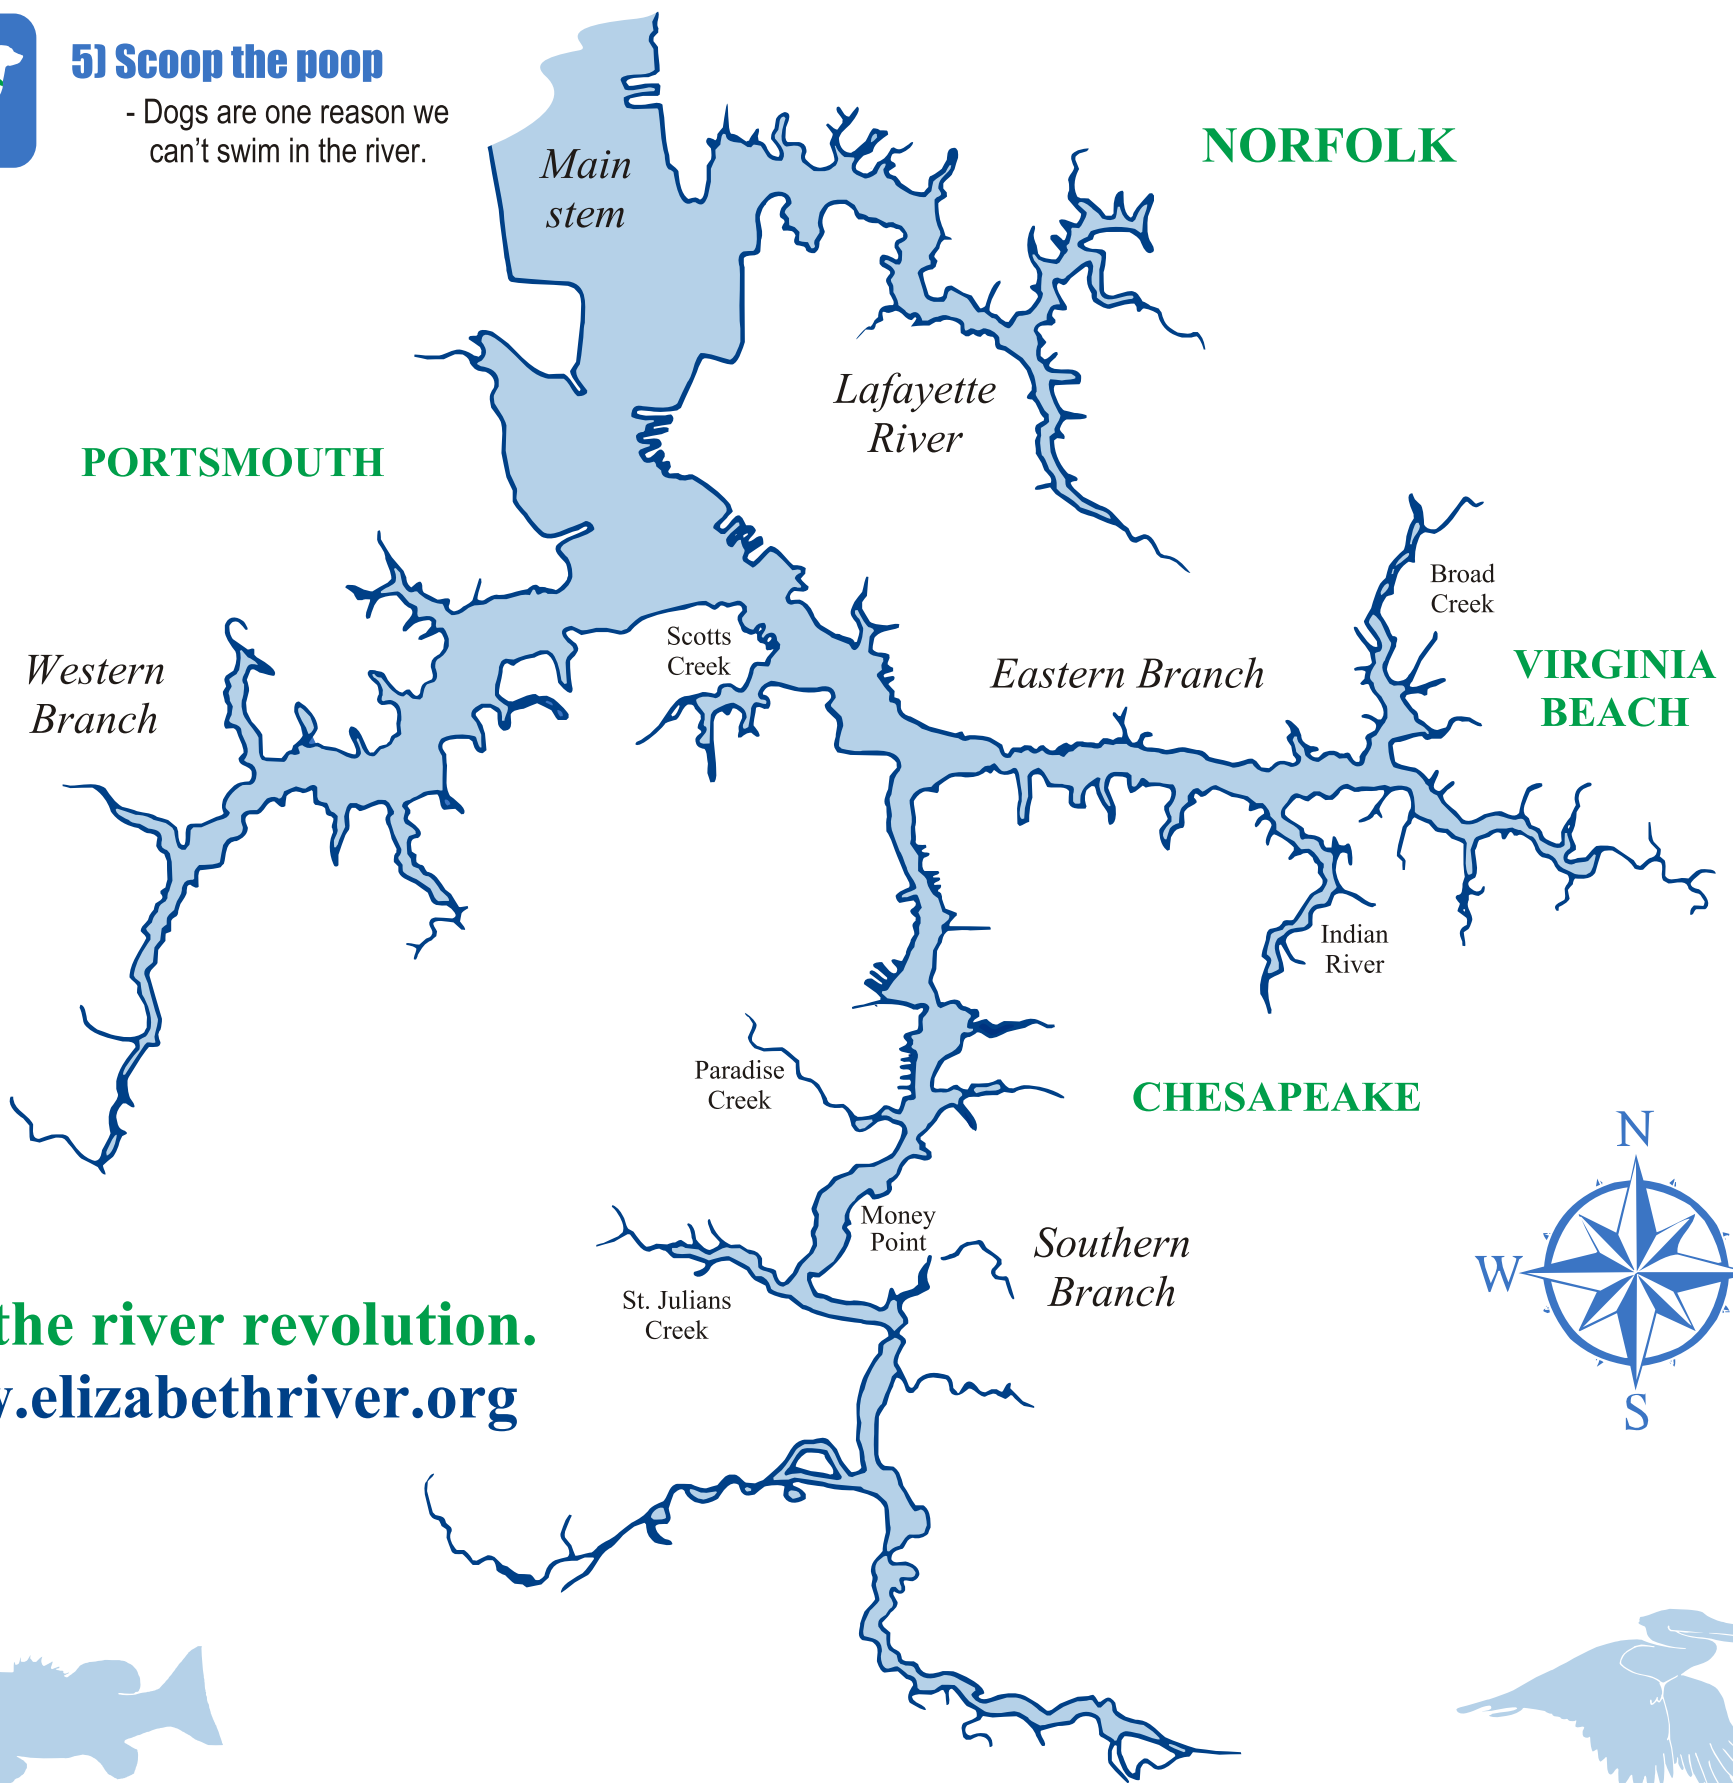 5) Scoop the poop
- Dogs are one reason we
can't swim in the river.
Main
stem
NORFOLK
Lafayette
River
PORTSMOUTH
Broad
Creek
Scotts
Creek
Western
Branch
Eastern Branch
VIRGINIA
BEACH
Indian
River
Paradise
Creek
CHESAPEAKE
N
Money
Point
Southern
Branch
W
St. Julians
Creek
the river revolution.
.elizabethriver.org
S